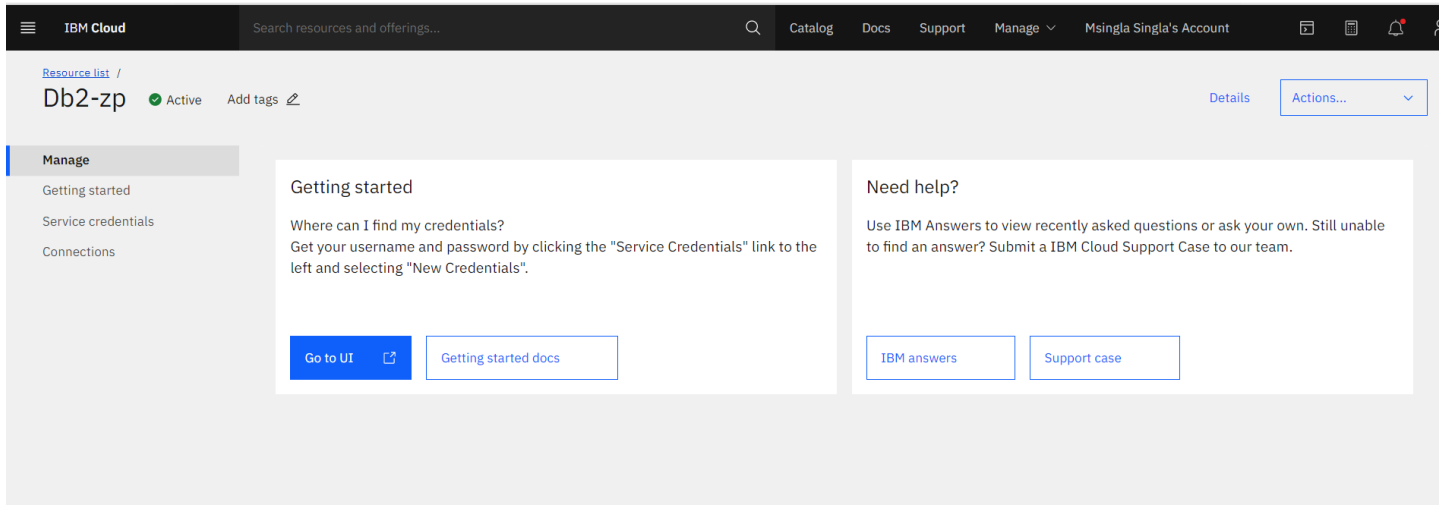 IBM Cloud Search resources and offerings... Catalog Docs Support Manage Msingla Singla's Account
Resource list /
Db2-zp Active Add tags Details Actions...
Manage
Getting started
Service credentials
Connections
Getting started
Where can I find my credentials?
Get your username and password by clicking the "Service Credentials" link to the
left and selecting "New Credentials".
Go to UI Getting started docs
Need help?
Use IBM Answers to view recently asked questions or ask your own. Still unable
to find an answer? Submit a IBM Cloud Support Case to our team.
IBM answers Support case